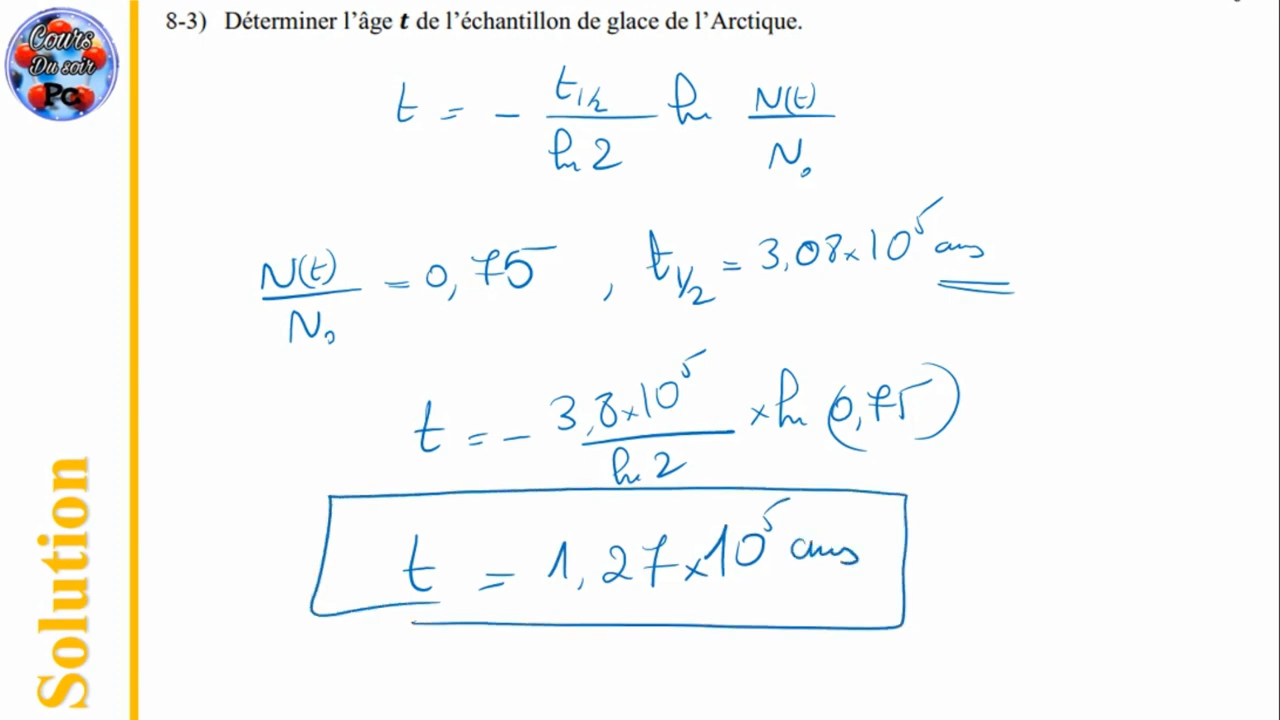 Cours
Du soir
PC
8-3) Déterminer l'âge t de l'échantillon de glace de l'Arctique.
t = - t1/2 / ln 2 ln N(t) / N0
N(t) / N0 = 0,75 , t1/2 = 3,08×10^5 ans
t = - 3,8×10^5 / ln 2 × ln (0,75)
t = 1,27×10^5 ans
Solution